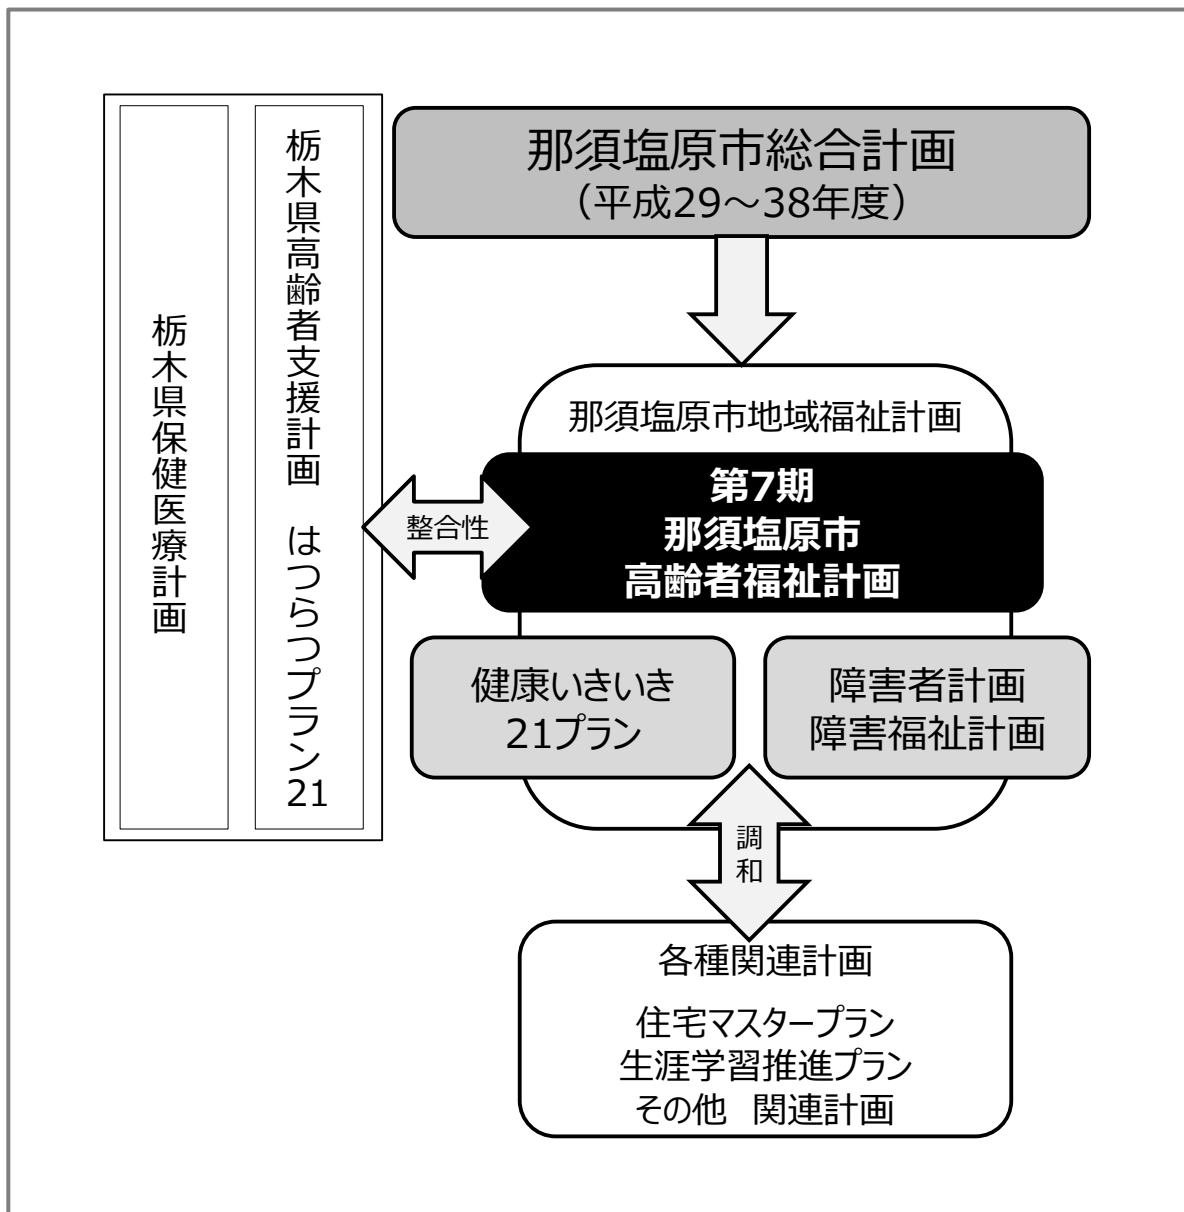 那須塩原市総合計画
（平成29～38年度）
栃木県高齢者支援計画　はつらつプラン21
栃木県保健医療計画
那須塩原市地域福祉計画
第7期
那須塩原市
高齢者福祉計画
整合性
健康いきいき
21プラン
障害者計画
障害福祉計画
調和
各種関連計画
住宅マスタープラン
生涯学習推進プラン
その他　関連計画